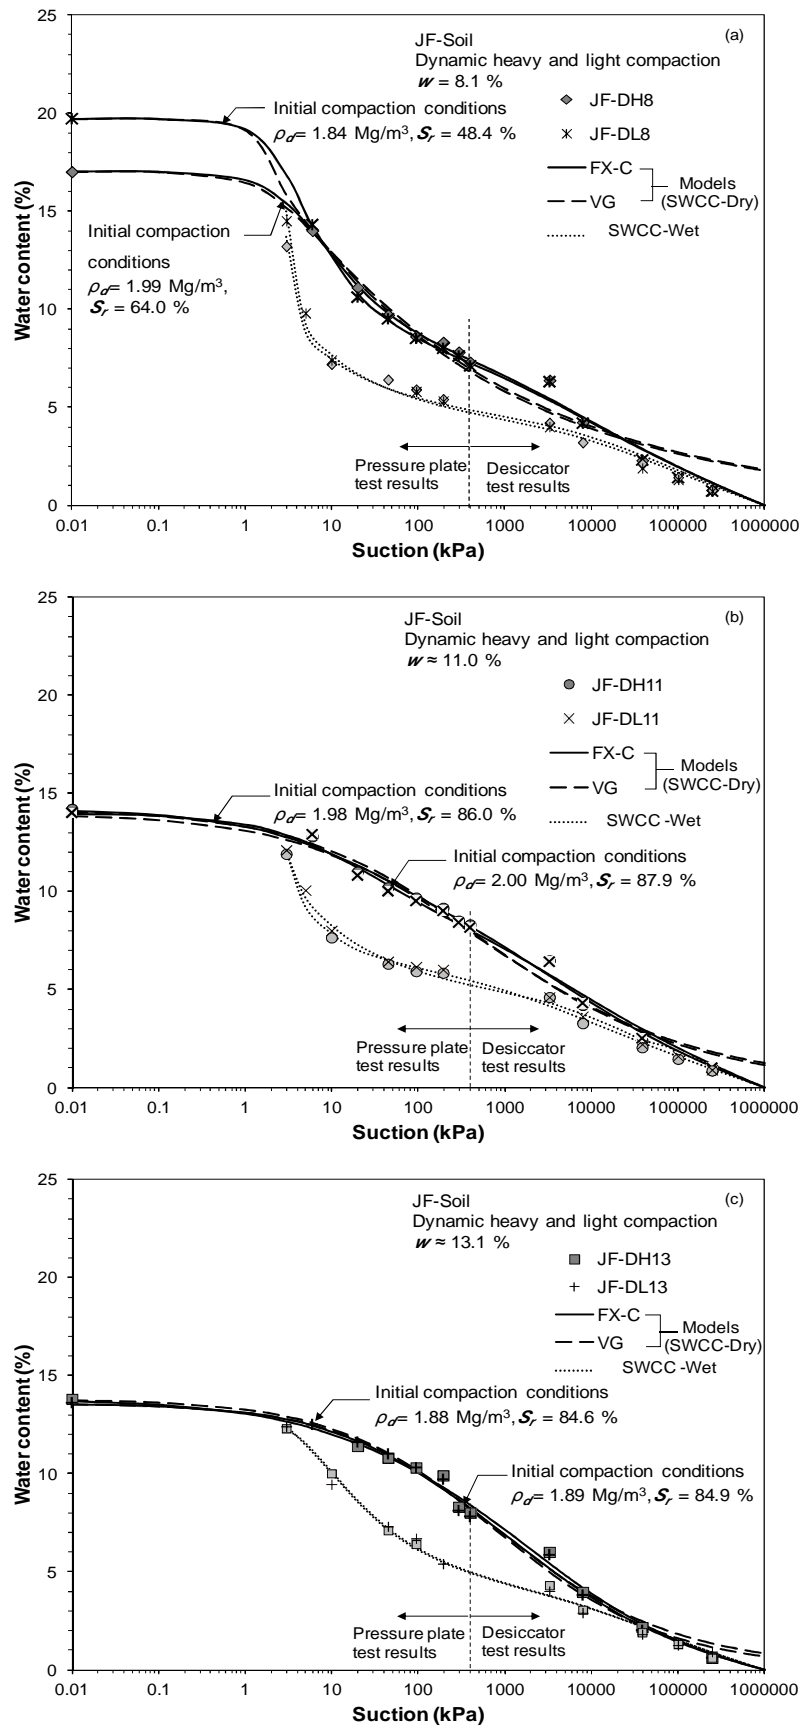 (a)
JF-Soil
Dynamic heavy and light compaction
w = 8.1 %
Initial compaction conditions
ρd= 1.84 Mg/m³, Sr = 48.4 %
JF-DH8
JF-DL8
FX-C
VG
Models
(SWCC-Dry)
SWCC-Wet
Initial compaction
conditions
ρd= 1.99 Mg/m³,
Sr = 64.0 %
Pressure plate
test results
Desiccator
test results
Water content (%)
25
20
15
10
5
0
0.01 0.1 1 10 100 1000 10000 100000 1000000
Suction (kPa)
(b)
JF-Soil
Dynamic heavy and light compaction
w ≈ 11.0 %
JF-DH11
JF-DL11
FX-C
VG
Models
(SWCC-Dry)
SWCC -Wet
Initial compaction conditions
ρd= 1.98 Mg/m³, Sr = 86.0 %
Initial compaction conditions
ρd= 2.00 Mg/m³, Sr = 87.9 %
Pressure plate
test results
Desiccator
test results
Water content (%)
25
20
15
10
5
0
0.01 0.1 1 10 100 1000 10000 100000 1000000
Suction (kPa)
(c)
JF-Soil
Dynamic heavy and light compaction
w ≈ 13.1 %
JF-DH13
JF-DL13
FX-C
VG
Models
(SWCC-Dry)
SWCC -Wet
Initial compaction conditions
ρd= 1.88 Mg/m³, Sr = 84.6 %
Initial compaction conditions
ρd= 1.89 Mg/m³, Sr = 84.9 %
Pressure plate
test results
Desiccator
test results
Water content (%)
25
20
15
10
5
0
0.01 0.1 1 10 100 1000 10000 100000 1000000
Suction (kPa)